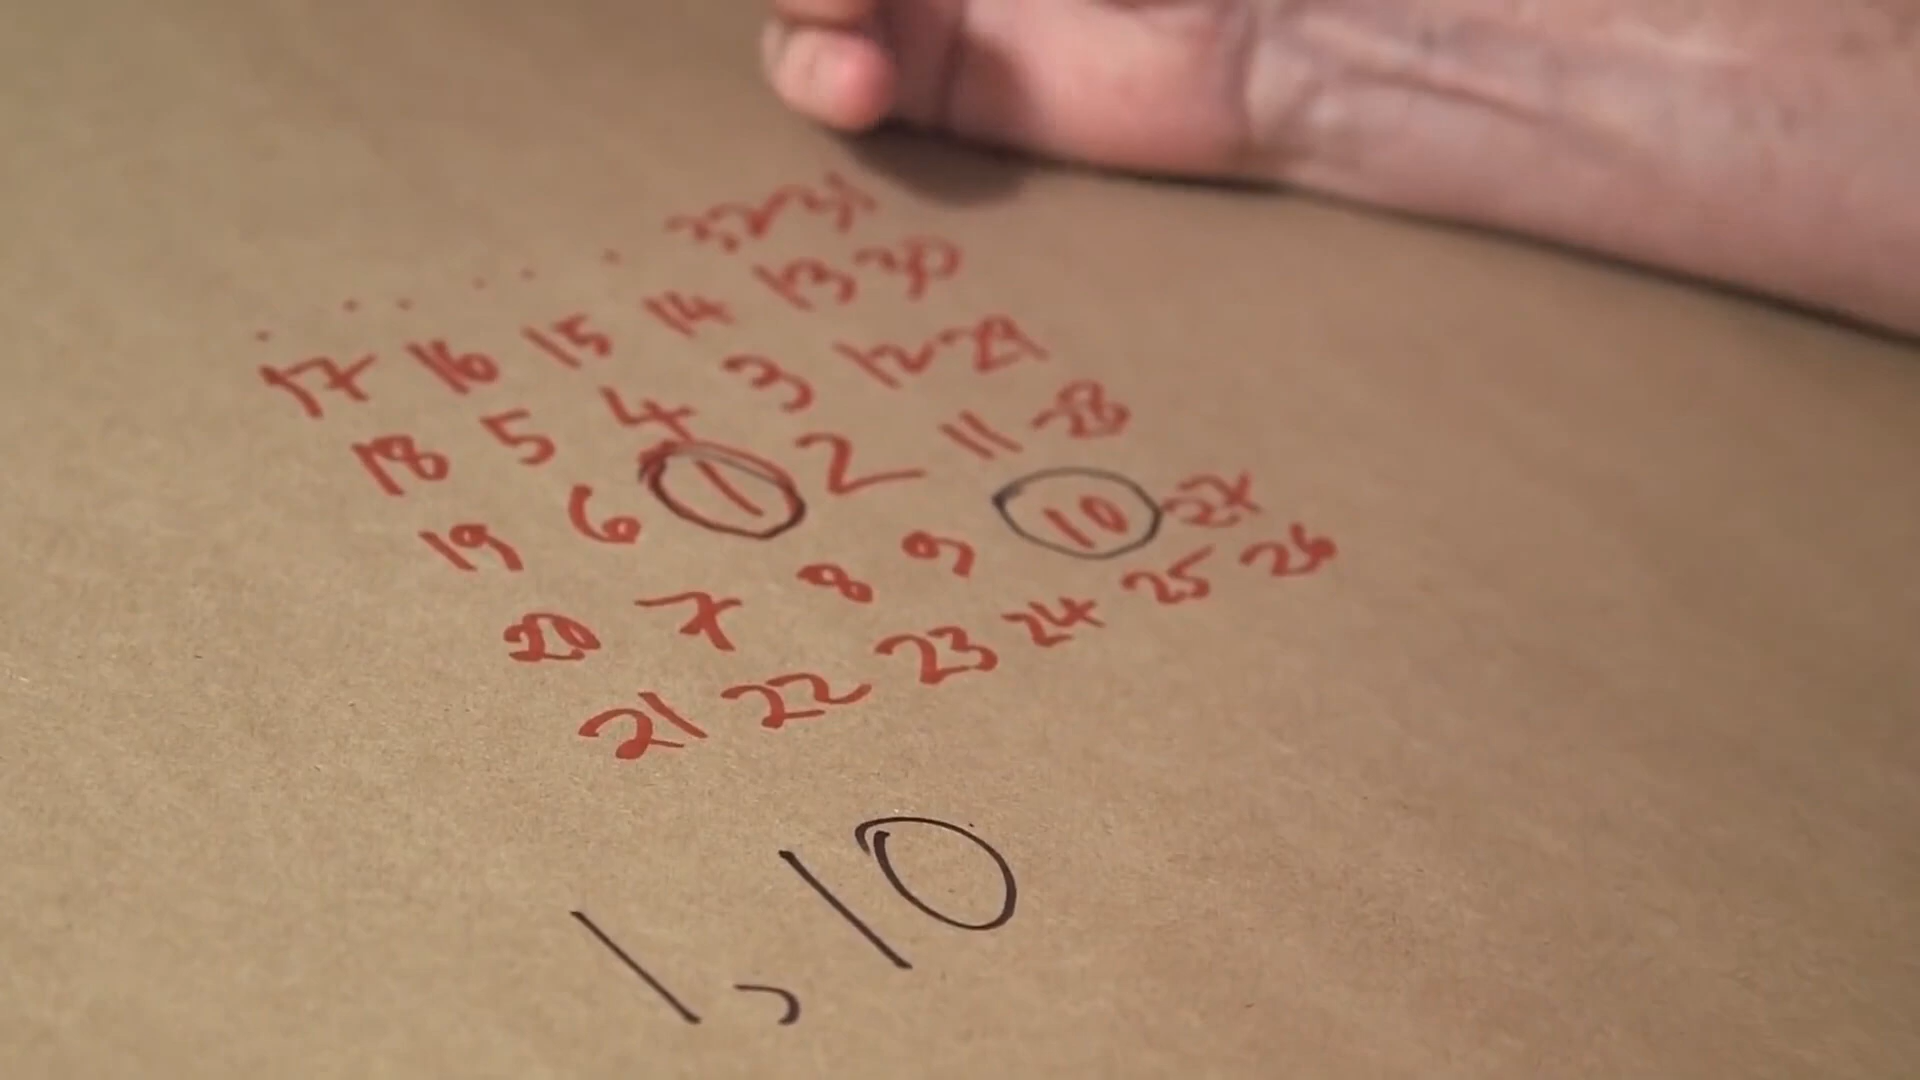 . . . . . . 32 31
17 16 15 14 13 30
18 5 4 3 12 29
19 6 1 2 11 28
20 7 8 9 10 27
21 22 23 24 25 26
1, 10